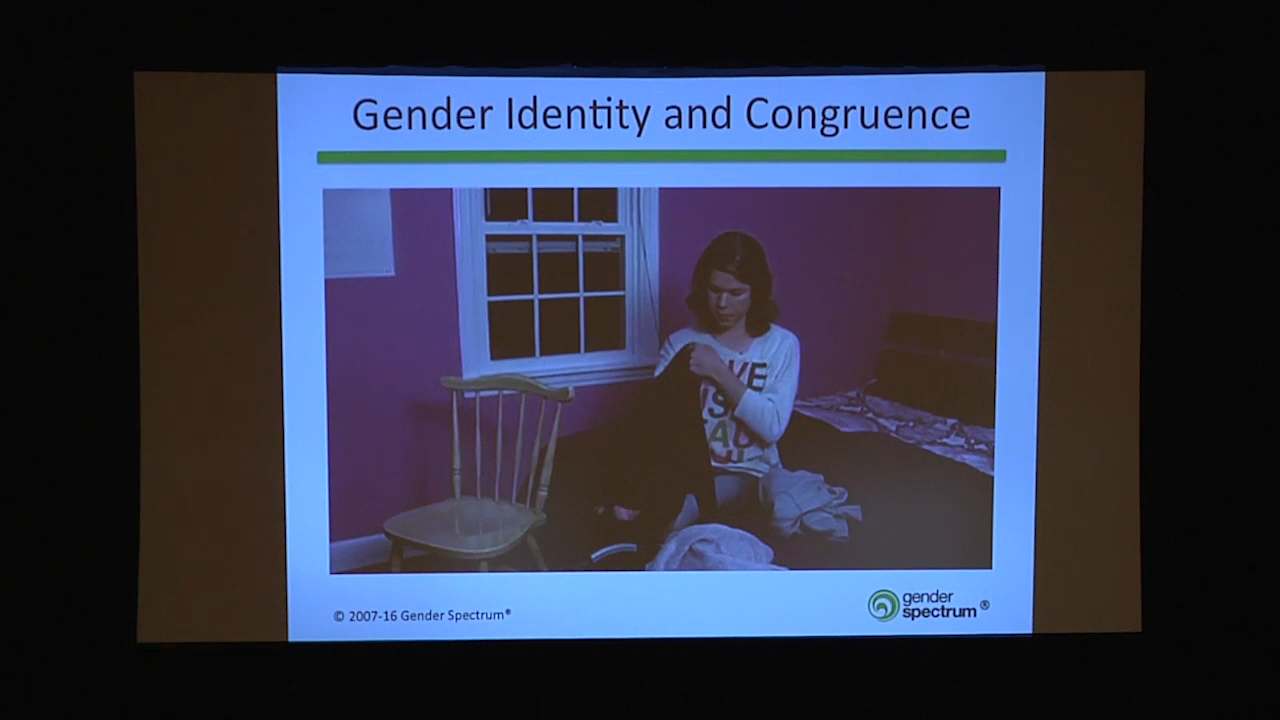 Gender Identity and Congruence
© 2007-16 Gender Spectrum®
gender
spectrum ®